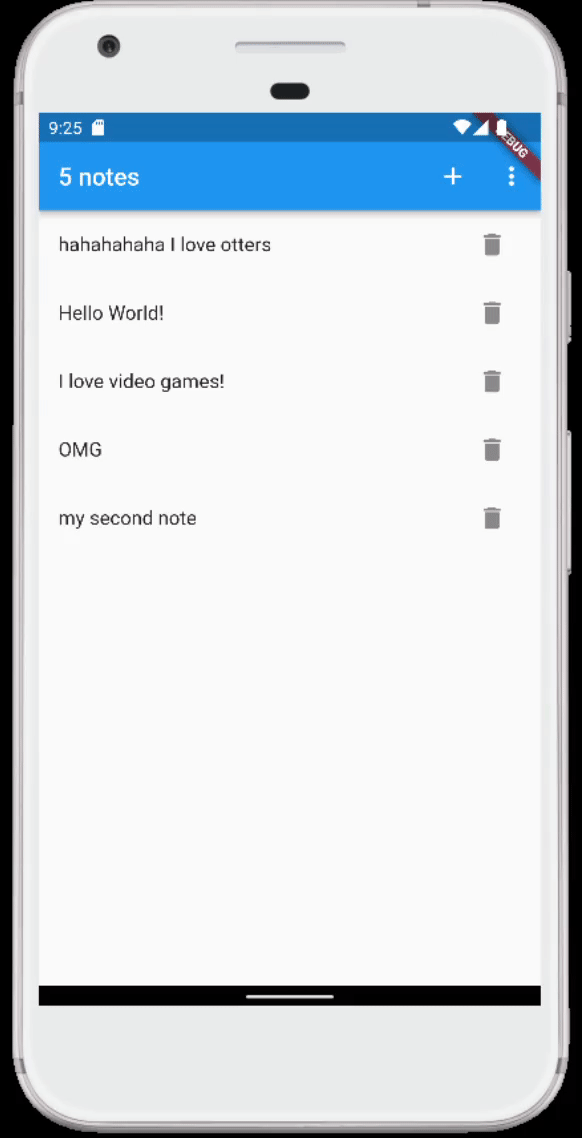 9:25
DEBUG
5 notes
hahahahaha I love otters
Hello World!
I love video games!
OMG
my second note